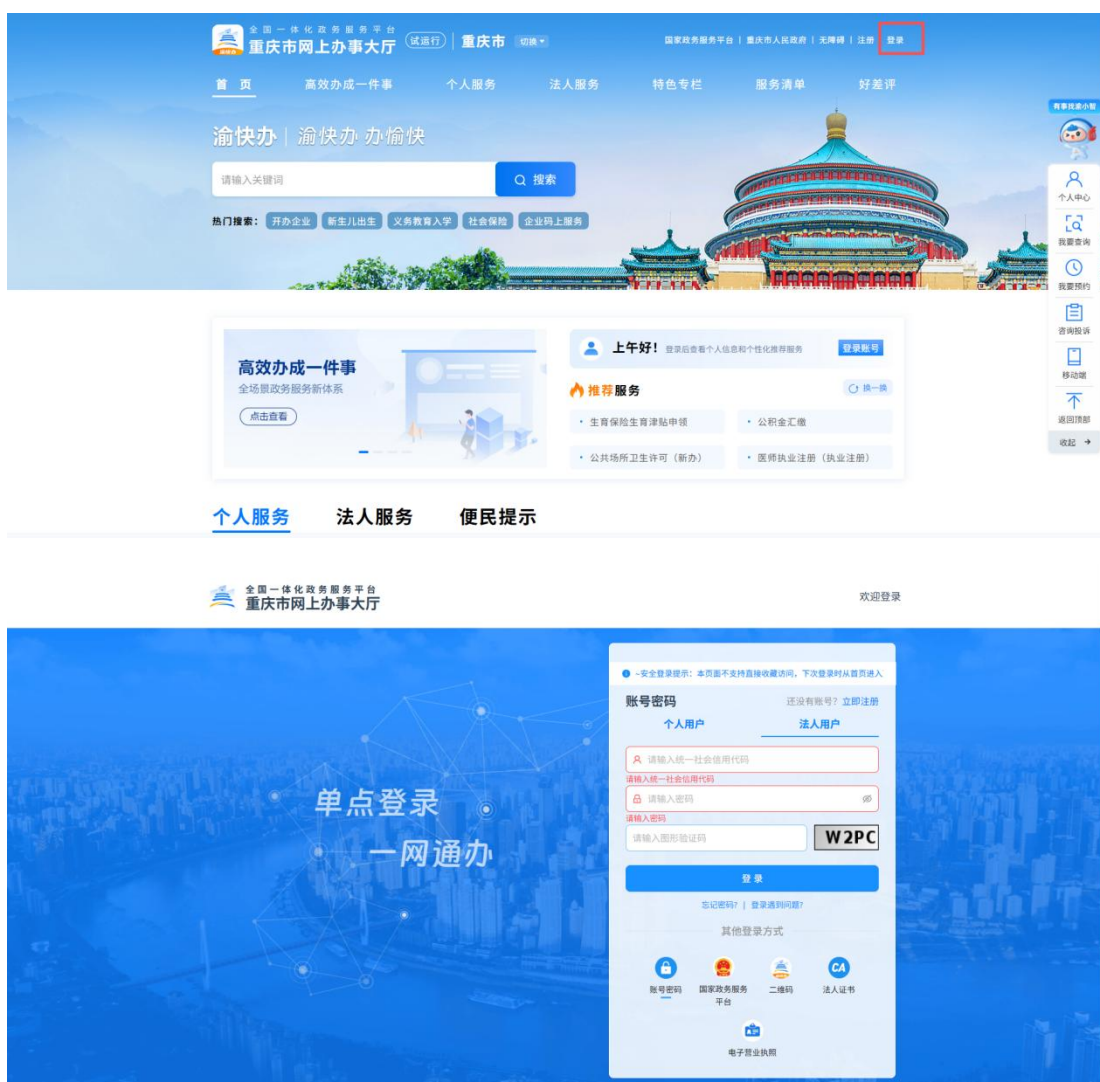 全国一体化政务服务平台
重庆市网上办事大厅 试运行 重庆市 切换
国家政务服务平台 | 重庆市人民政府 | 无障碍 | 注册 登录
首页 高效办成一件事 个人服务 法人服务 特色专栏 服务清单 好差评
有事找渝小智
渝快办 | 渝快办 办愉快
请输入关键词 搜索
热门搜索: 开办企业 新生儿出生 义务教育入学 社会保险 企业码上服务
个人中心
我要查询
我要预约
咨询投诉
移动端
返回顶部
收起
高效办成一件事
全场景政务服务新体系
点击查看
上午好! 登录后查看个人信息和个性化推荐服务 登录账号
推荐服务 换一换
· 生育保险生育津贴申领 · 公积金汇缴
· 公共场所卫生许可(新办) · 医师执业注册(执业注册)
个人服务 法人服务 便民提示
全国一体化政务服务平台
重庆市网上办事大厅
欢迎登录
单点登录
一网通办
~安全登录提示:本页面不支持直接收藏访问,下次登录时从首页进入
账号密码 还没有账号? 立即注册
个人用户 法人用户
请输入统一社会信用代码
请输入统一社会信用代码
请输入密码
请输入密码
请输入图形验证码 W2PC
登录
忘记密码? | 登录遇到问题?
其他登录方式
CA
账号密码 国家政务服务平台 二维码 法人证书
电子营业执照